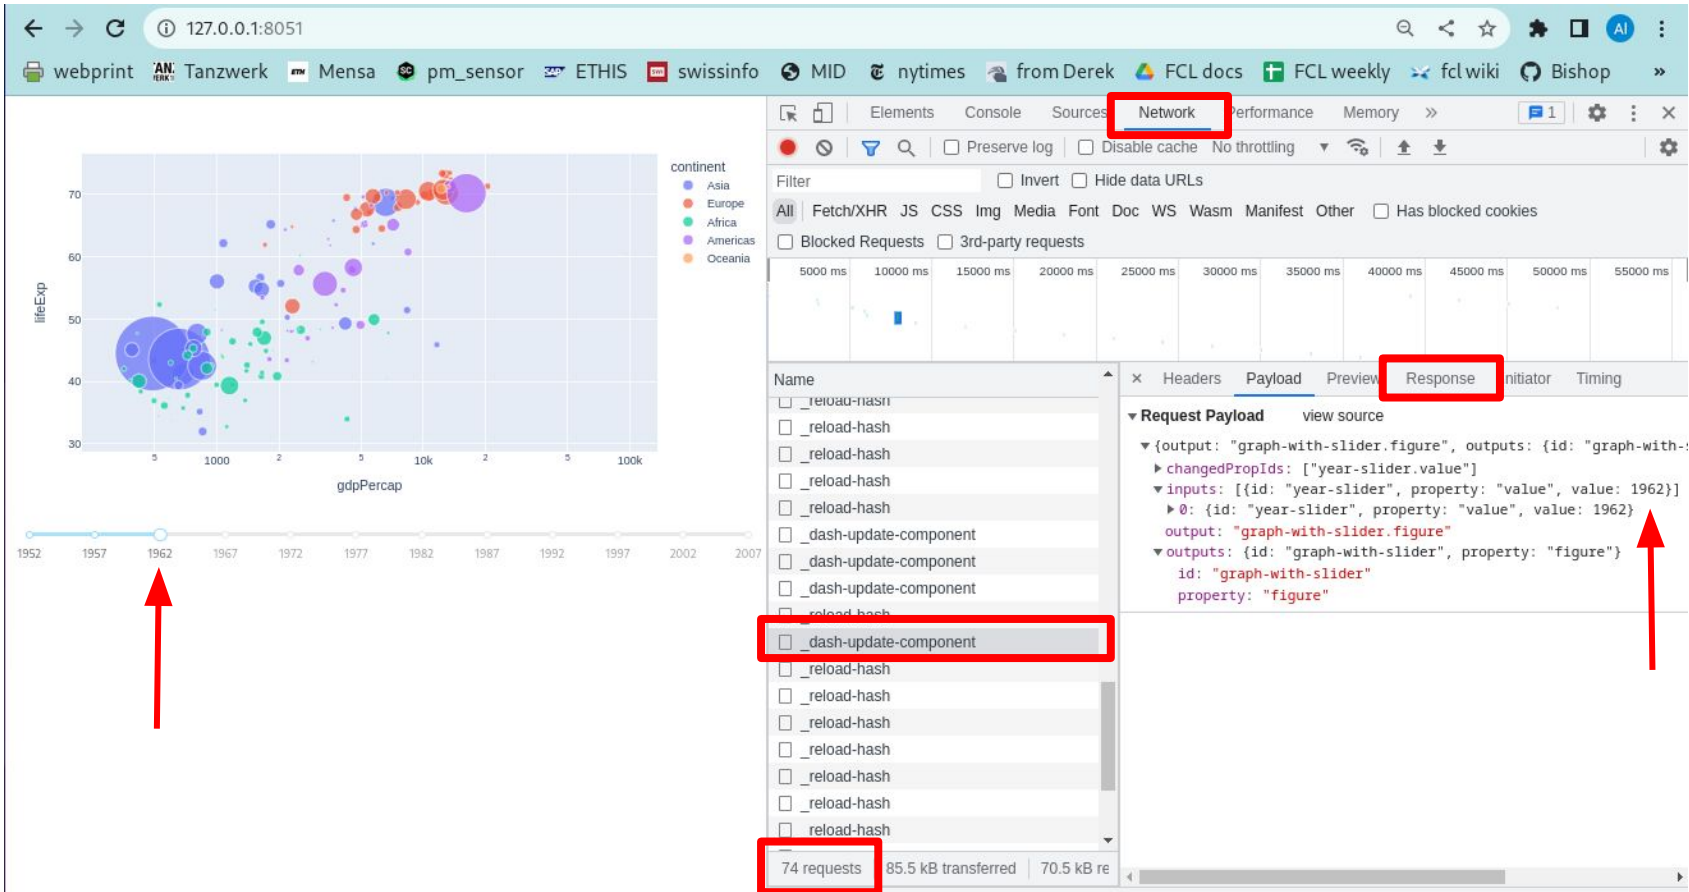 127.0.0.1:8051
AI
webprint Tanzwerk Mensa pm_sensor ETHIS swissinfo MID nytimes from Derek FCL docs FCL weekly fcl wiki Bishop »
Elements Console Sources Network Performance Memory » 1
Preserve log Disable cache No throttling
Filter Invert Hide data URLs
All Fetch/XHR JS CSS Img Media Font Doc WS Wasm Manifest Other Has blocked cookies
Blocked Requests 3rd-party requests
5000 ms 10000 ms 15000 ms 20000 ms 25000 ms 30000 ms 35000 ms 40000 ms 45000 ms 50000 ms 55000 ms
continent
Asia
Europe
Africa
Americas
Oceania
lifeExp
70
60
50
40
30
5 1000 2 5 10k 2 5 100k
gdpPercap
1952 1957 1962 1967 1972 1977 1982 1987 1992 1997 2002 2007
Name
_reload-hash
_reload-hash
_reload-hash
_reload-hash
_reload-hash
_dash-update-component
_dash-update-component
_dash-update-component
_reload-hash
_dash-update-component
_reload-hash
_reload-hash
_reload-hash
_reload-hash
_reload-hash
_reload-hash
_reload-hash
74 requests 85.5 kB transferred 70.5 kB re
× Headers Payload Preview Response Initiator Timing
Request Payload view source
{output: "graph-with-slider.figure", outputs: {id: "graph-with-s
changedPropIds: ["year-slider.value"]
inputs: [{id: "year-slider", property: "value", value: 1962}]
0: {id: "year-slider", property: "value", value: 1962}
output: "graph-with-slider.figure"
outputs: {id: "graph-with-slider", property: "figure"}
id: "graph-with-slider"
property: "figure"